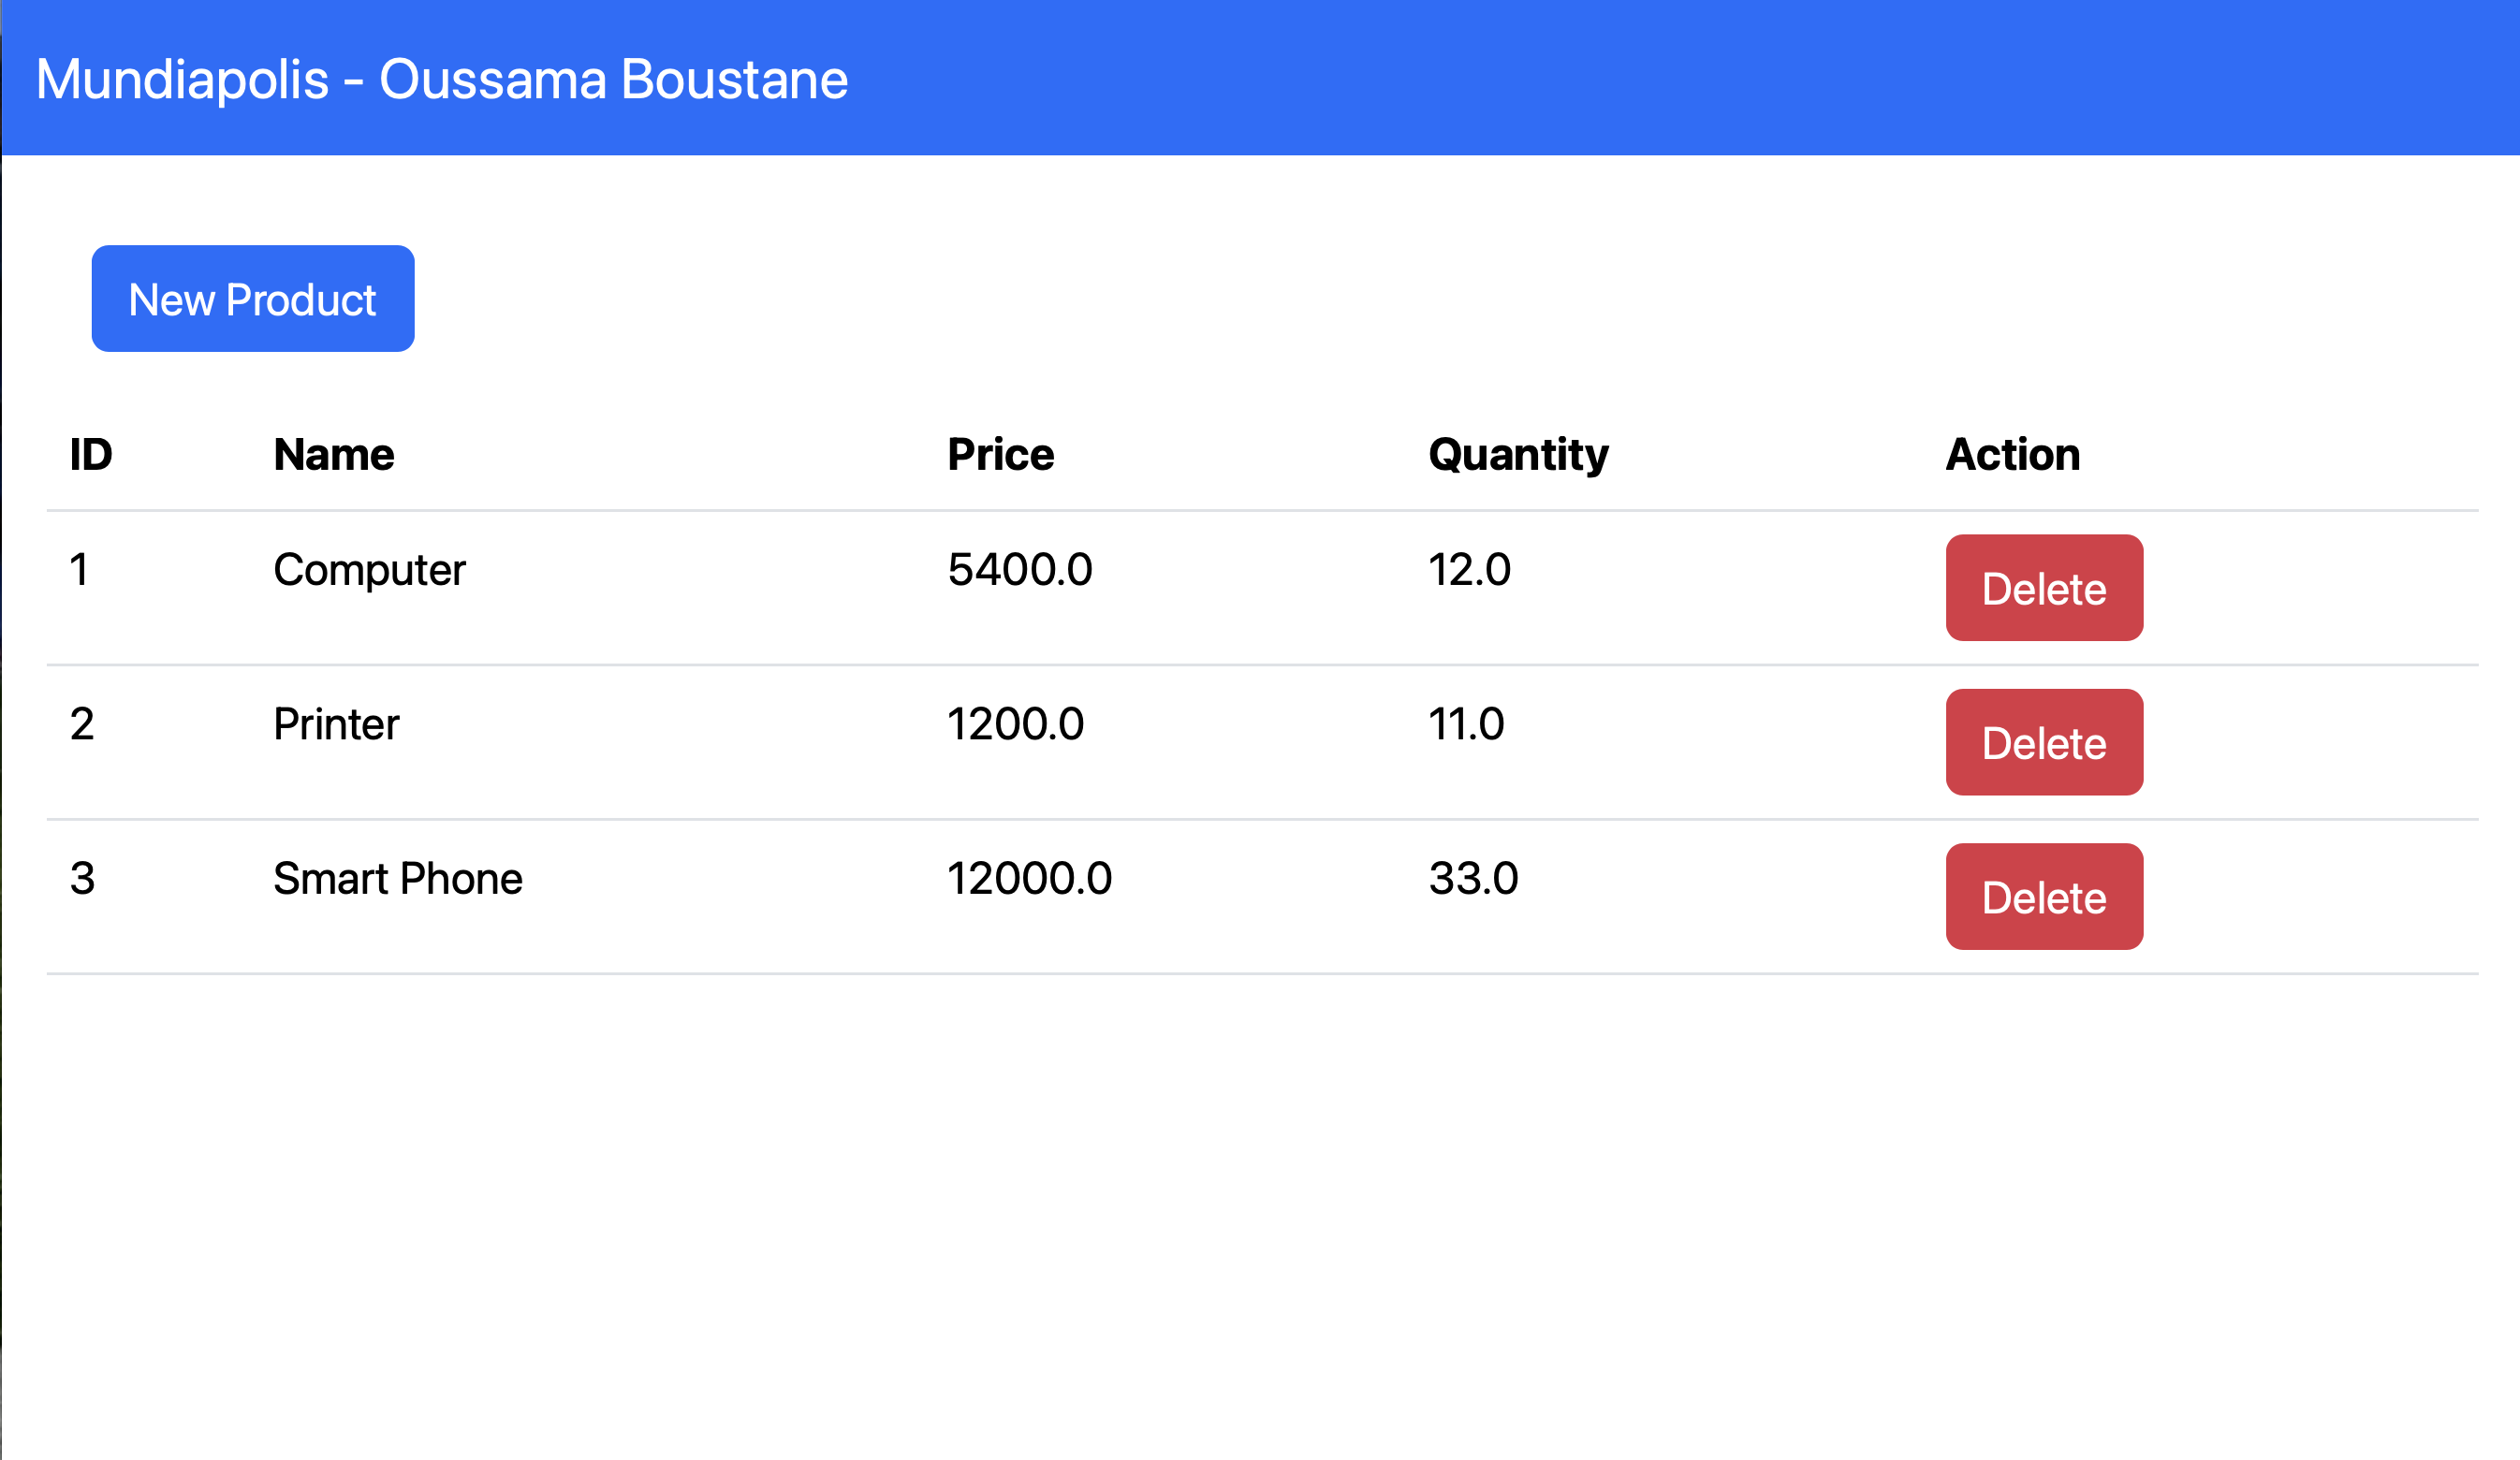 Mundiapolis - Oussama Boustane
New Product
ID Name Price Quantity Action
1 Computer 5400.0 12.0 Delete
2 Printer 1200.0 11.0 Delete
3 Smart Phone 12000.0 33.0 Delete